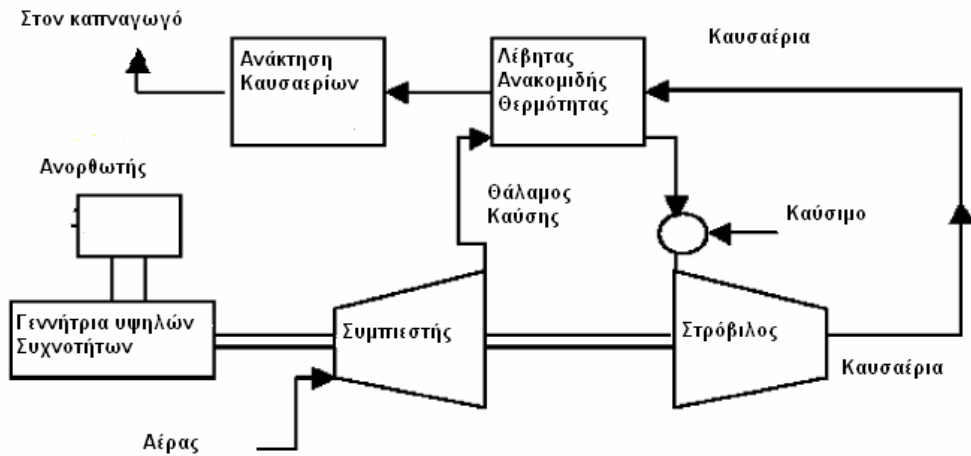 Στον καπναγωγό
Ανάκτηση
Καυσαερίων
Λέβητας
Ανακομιδής
Θερμότητας
Καυσαέρια
Ανορθωτής
Θάλαμος
Καύσης
Καύσιμο
Γεννήτρια υψηλών
Συχνοτήτων
Συμπιεστής
Στρόβιλος
Καυσαέρια
Αέρας